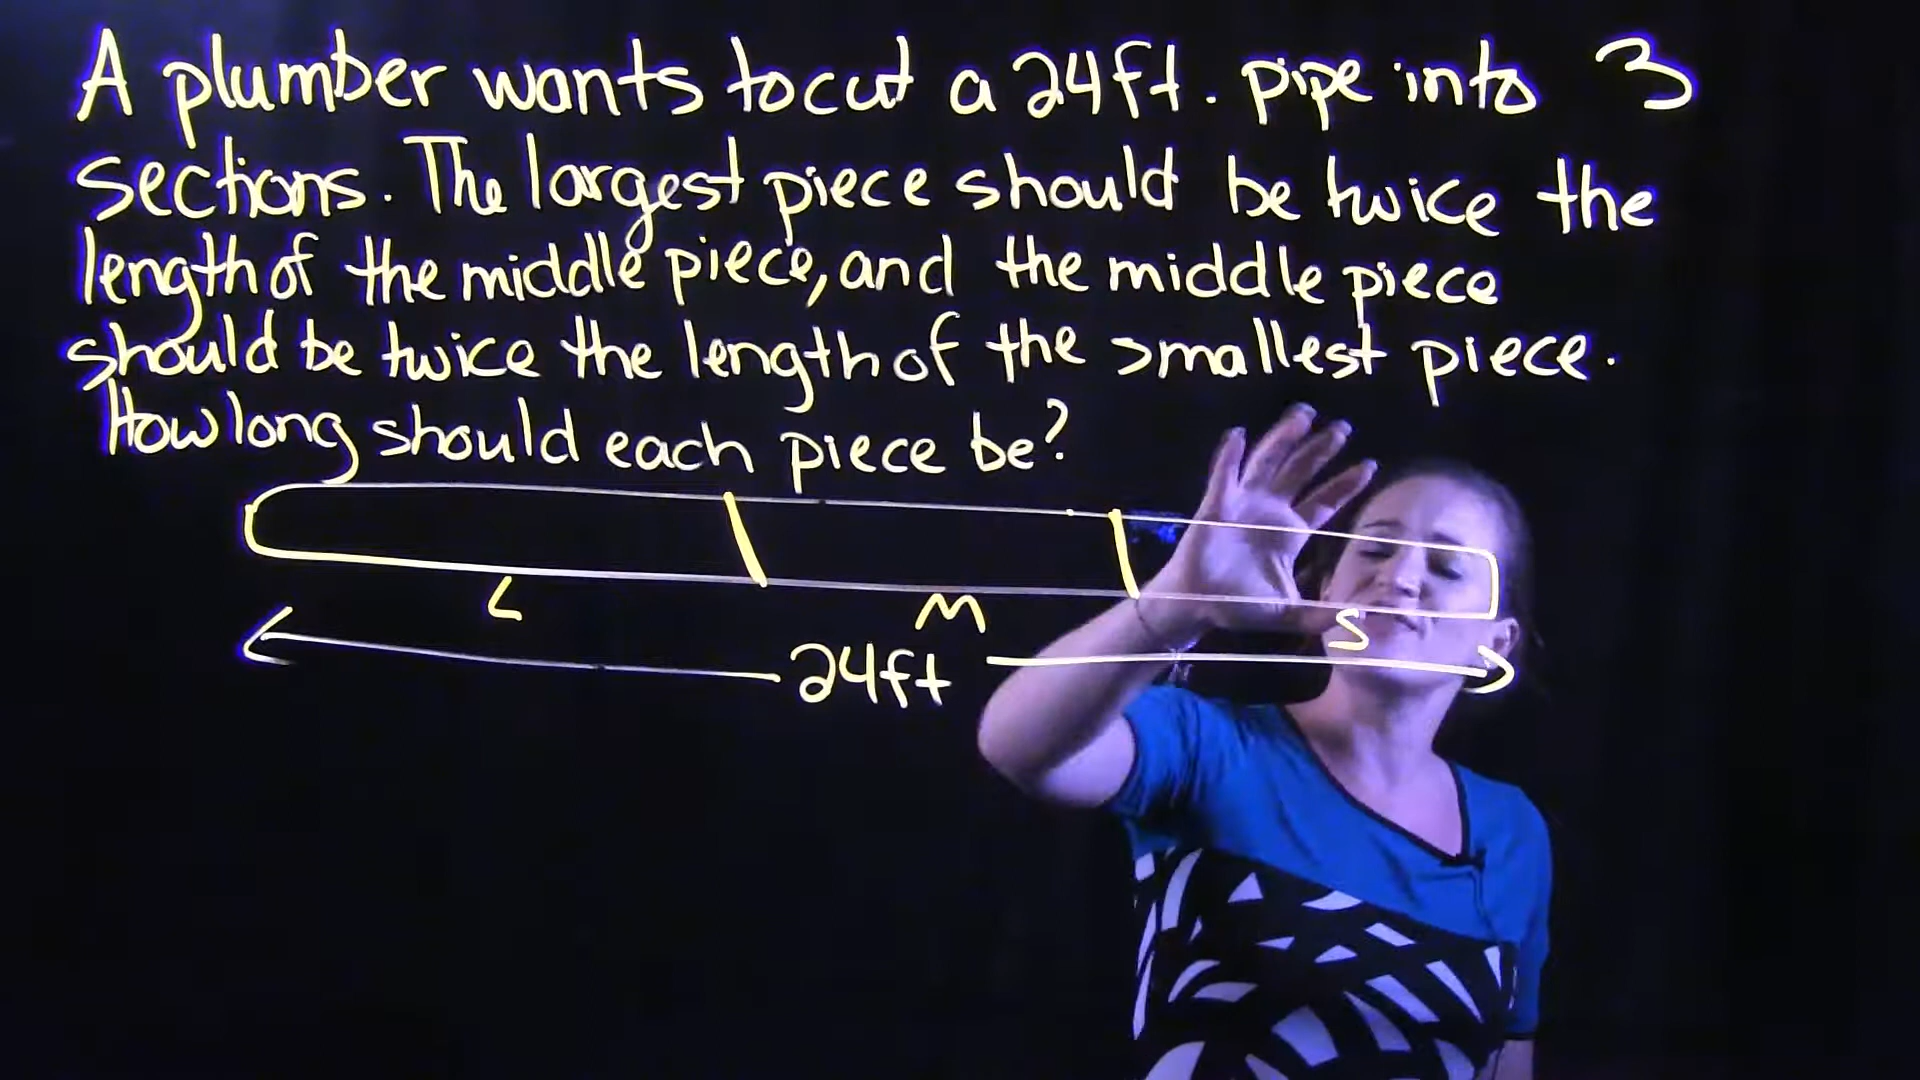 A plumber wants to cut a 24ft. pipe into 3
sections. The largest piece should be twice the
length of the middle piece, and the middle piece
should be twice the length of the smallest piece.
How long should each piece be?
L
M
S
24ft